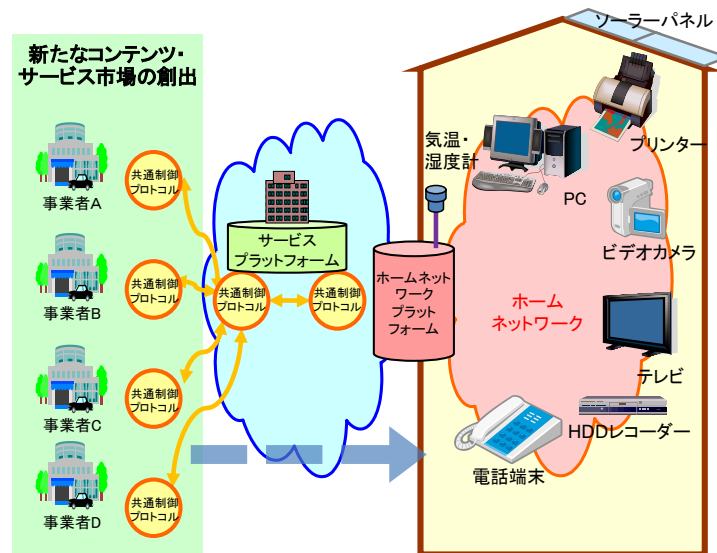 新たなコンテンツ・
サービス市場の創出
事業者A
共通制御
プロトコル
事業者B
共通制御
プロトコル
事業者C
共通制御
プロトコル
事業者D
共通制御
プロトコル
サービス
プラットフォーム
共通制御
プロトコル
共通制御
プロトコル
ホームネット
ワーク
プラット
フォーム
気温・
湿度計
ソーラーパネル
プリンター
PC
ビデオカメラ
ホーム
ネットワーク
テレビ
HDDレコーダー
電話端末